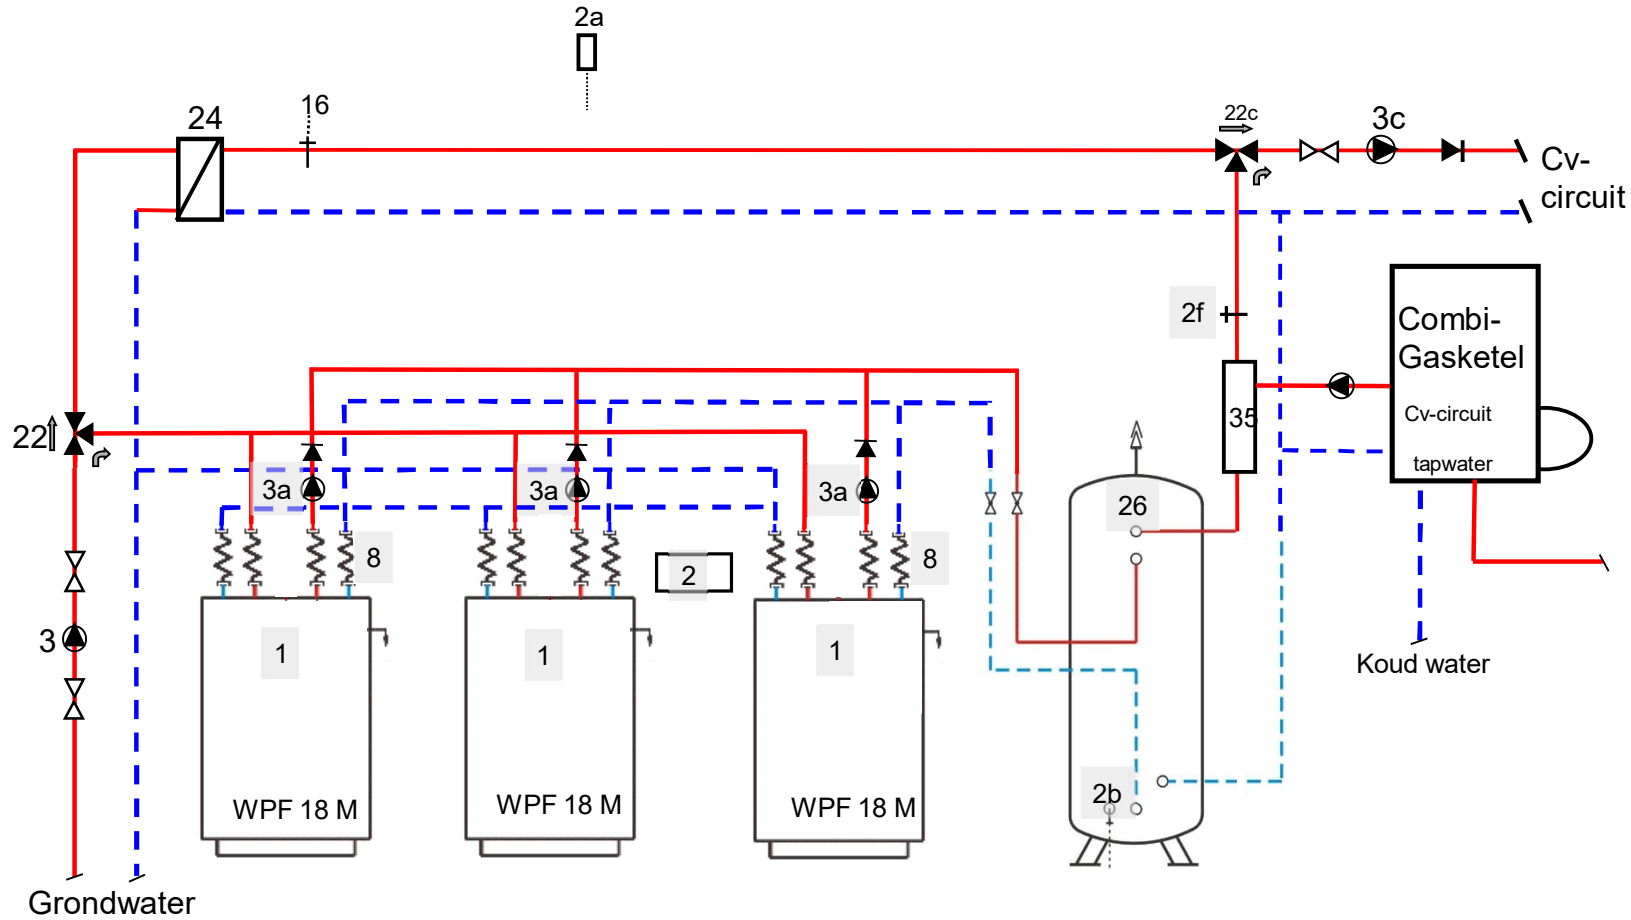 2a
24
16
22c
3c
Cv-
circuit
2f
Combi-
Gasketel
Cv-circuit
tapwater
35
22
3a
3a
3a
26
8
2
8
3
1
1
1
Koud water
2b
WPF 18 M
WPF 18 M
WPF 18 M
Grondwater